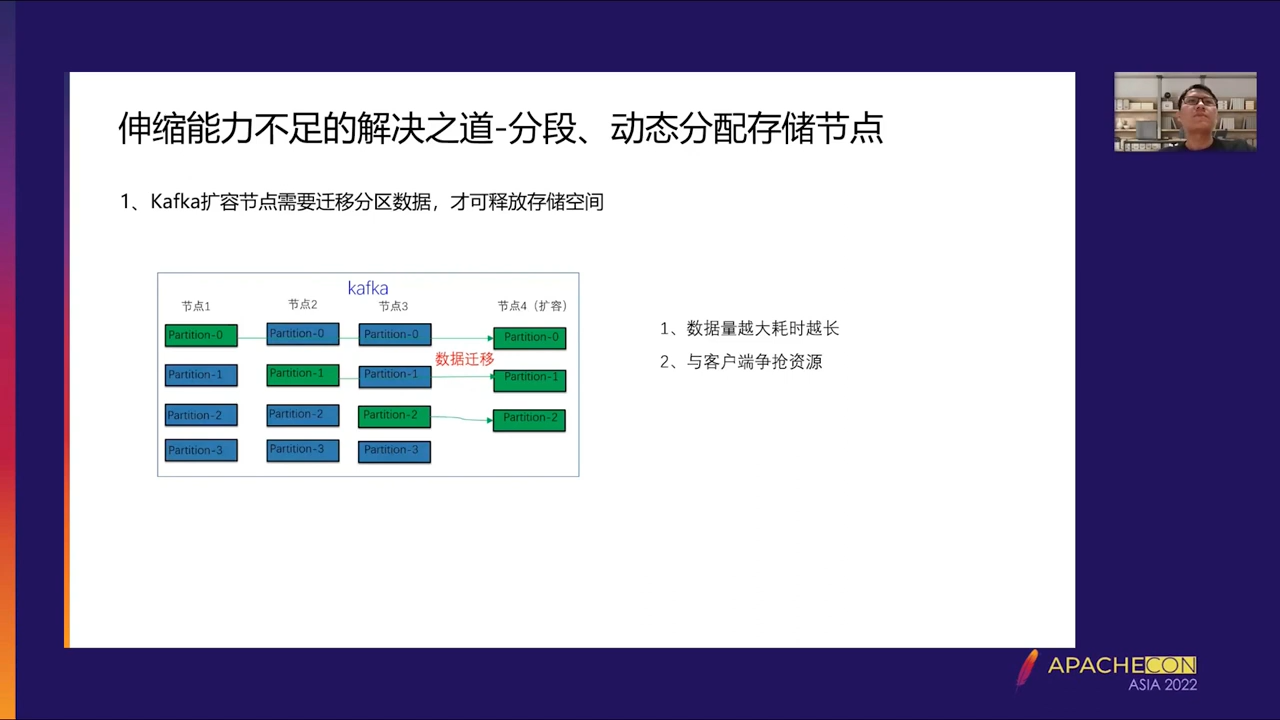 伸缩能力不足的解决之道-分段、动态分配存储节点
1、Kafka扩容节点需要迁移分区数据，才可释放存储空间
kafka
节点1 节点2 节点3 节点4（扩容）
Partition-0 Partition-0 Partition-0 Partition-0
数据迁移
Partition-1 Partition-1 Partition-1 Partition-1
Partition-2 Partition-2 Partition-2 Partition-2
Partition-3 Partition-3 Partition-3
1、数据量越大耗时越长
2、与客户端争抢资源
APACHECON
ASIA 2022